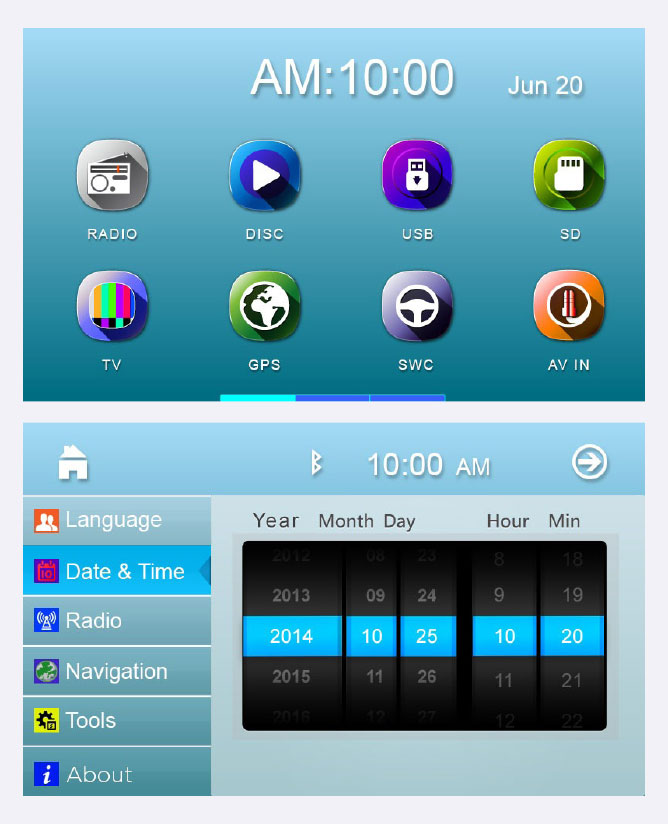 AM:10:00 Jun 20
RADIO DISC USB SD
TV GPS SWC AV IN
10:00 AM
Language
Date & Time
Radio
Navigation
Tools
About
Year Month Day Hour Min
2012 08 23 8 18
2013 09 24 9 19
2014 10 25 10 20
2015 11 26 11 21
2016 12 27 12 22